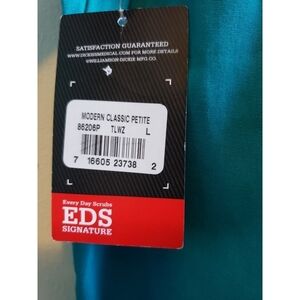 SATISFACTION GUARANTEED
WWW.DICKIESMEDICAL.COM FOR MORE DETAILS
©WILLIAMSON-DICKIE MFG.CO.
MODERN CLASSIC PETITE
86206P TLWZ L
7 16605 23738 2
Every Day Scrubs
EDS
SIGNATURE